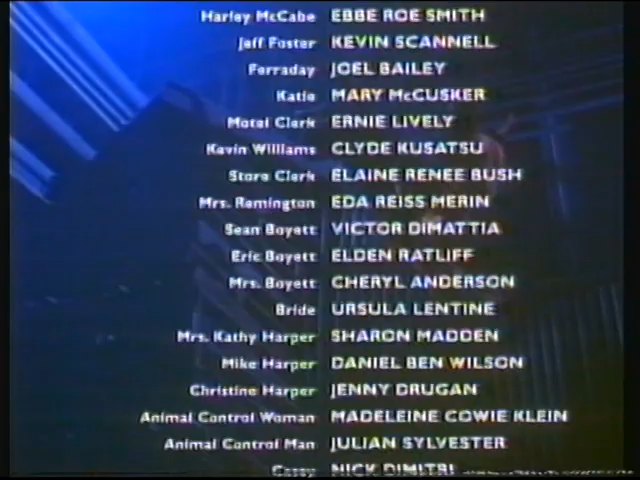 Harley McCabe EBBE ROE SMITH
Jeff Foster KEVIN SCANNELL
Ferraday JOEL BAILEY
Katie MARY McCUSKER
Motel Clerk ERNIE LIVELY
Kevin Williams CLYDE KUSATSU
Store Clerk ELAINE RENEE BUSH
Mrs. Remington EDA REISS MERIN
Sean Boyett VICTOR DIMATTIA
Eric Boyett ELDEN RATLIFF
Mrs. Boyett CHERYL ANDERSON
Bride URSULA LENTINE
Mrs. Kathy Harper SHARON MADDEN
Mike Harper DANIEL BEN WILSON
Christine Harper JENNY DRUGAN
Animal Control Woman MADELEINE COWIE KLEIN
Animal Control Man JULIAN SYLVESTER
Casey NICK DIMITRI